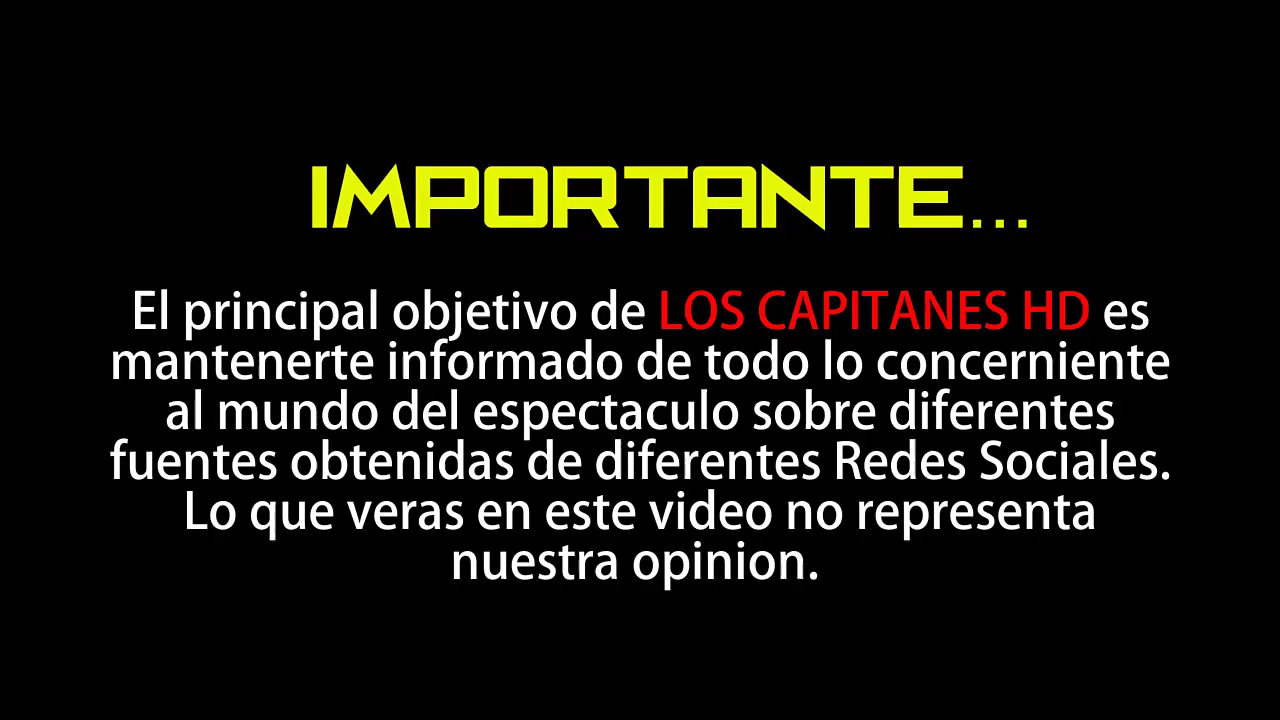 IMPORTANTE...
El principal objetivo de LOS CAPITANES HD es
mantenerte informado de todo lo concerniente
al mundo del espectaculo sobre diferentes
fuentes obtenidas de diferentes Redes Sociales.
Lo que veras en este video no representa
nuestra opinion.